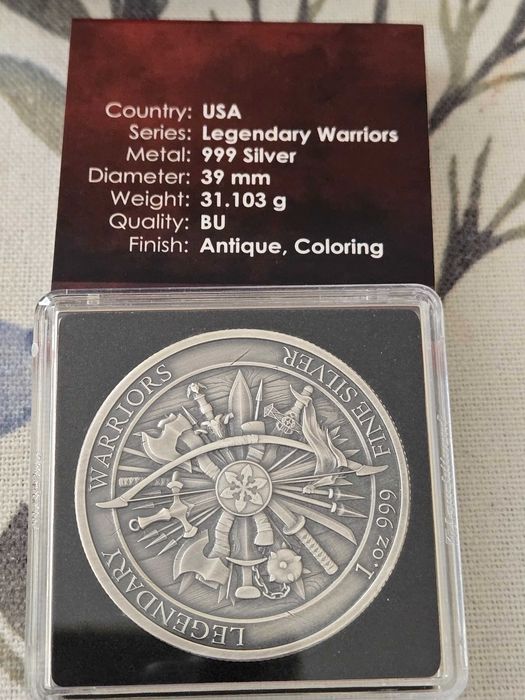 Country: USA
Series: Legendary Warriors
Metal: 999 Silver
Diameter: 39 mm
Weight: 31.103 g
Quality: BU
Finish: Antique, Coloring
LEGENDARY WARRIORS
1 oz 999 FINE SILVER